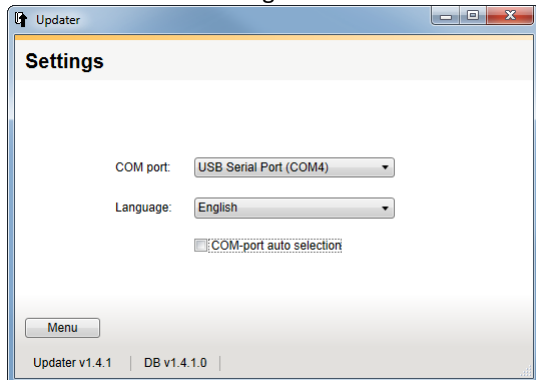 Updater
Settings
COM port: USB Serial Port (COM4)
Language: English
COM-port auto selection
Menu
Updater v1.4.1 DB v1.4.1.0